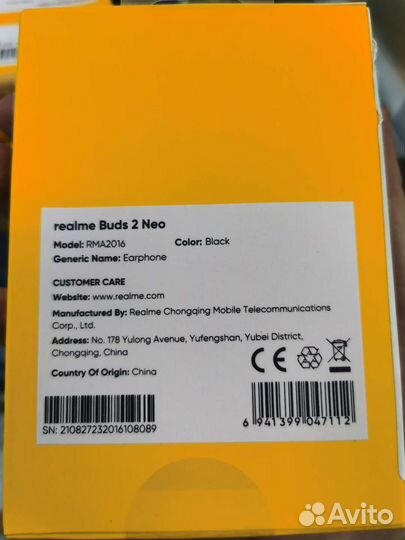 realme Buds 2 Neo
Model: RMA2016 Color: Black
Generic Name: Earphone
CUSTOMER CARE
Website: www.realme.com
Manufactured By: Realme Chongqing Mobile Telecommunications
Corp., Ltd.
Address: No. 178 Yulong Avenue, Yufengshan, Yubei District,
Chongqing, China
Country Of Origin: China
CE
SN: 210827232016108089
6 941399 047112
Avito